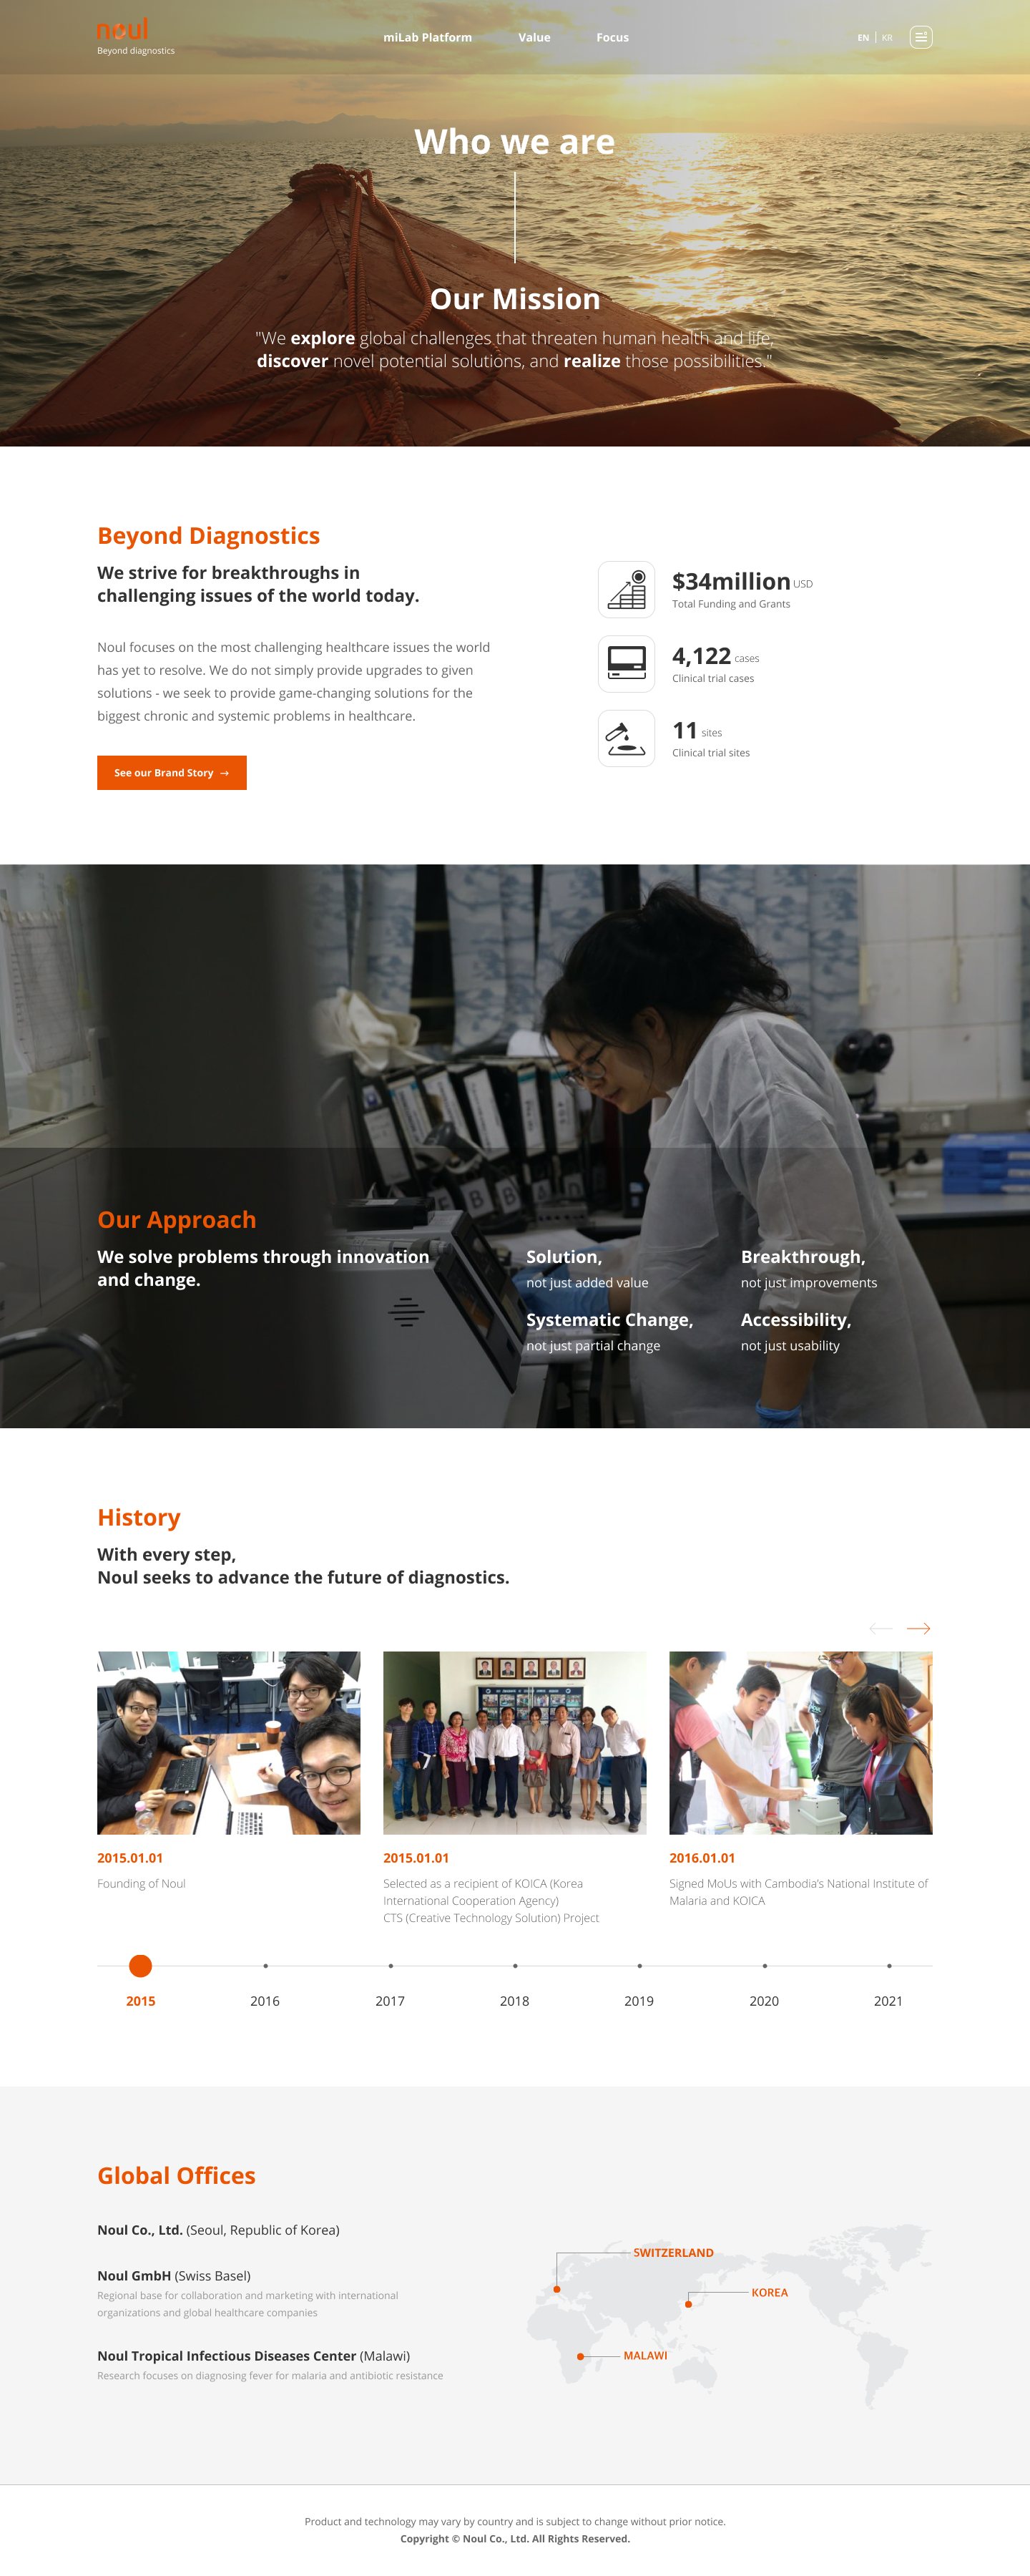 noul
Beyond diagnostics
miLab Platform
Value
Focus
EN | KR
Who we are
Our Mission
"We explore global challenges that threaten human health and life,
discover novel potential solutions, and realize those possibilities."
Beyond Diagnostics
We strive for breakthroughs in
challenging issues of the world today.
Noul focuses on the most challenging healthcare issues the world
has yet to resolve. We do not simply provide upgrades to given
solutions - we seek to provide game-changing solutions for the
biggest chronic and systemic problems in healthcare.
See our Brand Story →
$34million USD
Total Funding and Grants
4,122 cases
Clinical trial cases
11 sites
Clinical trial sites
Our Approach
We solve problems through innovation
and change.
Solution,
not just added value
Breakthrough,
not just improvements
Systematic Change,
not just partial change
Accessibility,
not just usability
History
With every step,
Noul seeks to advance the future of diagnostics.
2015.01.01
Founding of Noul
2015.01.01
Selected as a recipient of KOICA (Korea
International Cooperation Agency)
CTS (Creative Technology Solution) Project
2016.01.01
Signed MoUs with Cambodia's National Institute of
Malaria and KOICA
2015
2016
2017
2018
2019
2020
2021
Global Offices
Noul Co., Ltd. (Seoul, Republic of Korea)
Noul GmbH (Swiss Basel)
Regional base for collaboration and marketing with international
organizations and global healthcare companies
Noul Tropical Infectious Diseases Center (Malawi)
Research focuses on diagnosing fever for malaria and antibiotic resistance
SWITZERLAND
KOREA
MALAWI
Product and technology may vary by country and is subject to change without prior notice.
Copyright © Noul Co., Ltd. All Rights Reserved.